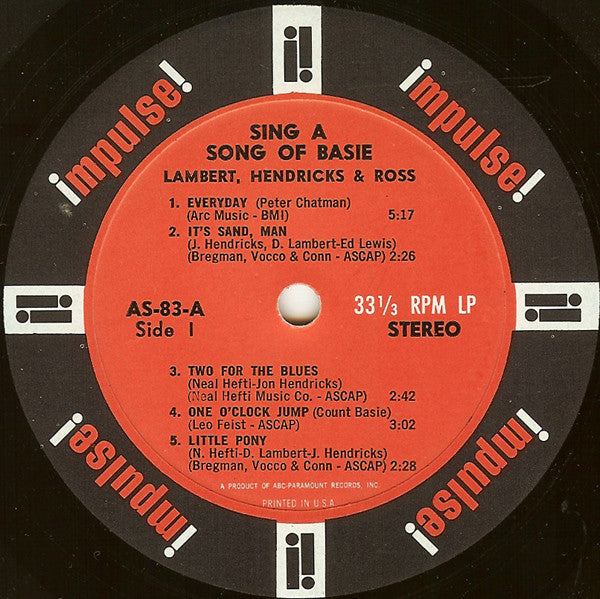 impulse!
impulse!
SING A
SONG OF BASIE
LAMBERT, HENDRICKS & ROSS
1. EVERYDAY (Peter Chatman)
(Arc Music - BMI) 5:17
2. IT'S SAND, MAN
(J. Hendricks, D. Lambert-Ed Lewis)
(Bregman, Vocco & Conn - ASCAP) 2:26
AS-83-A 33 1/3 RPM LP
Side 1 STEREO
3. TWO FOR THE BLUES
(Neal Hefti-Jon Hendricks)
(Neal Hefti Music Co. - ASCAP) 2:42
4. ONE O'CLOCK JUMP (Count Basie)
(Leo Feist - ASCAP) 3:02
5. LITTLE PONY
(N. Hefti-D. Lambert-J. Hendricks)
(Bregman, Vocco & Conn - ASCAP) 2:28
A PRODUCT OF ABC-PARAMOUNT RECORDS, INC.
PRINTED IN U.S.A.
impulse!
impulse!